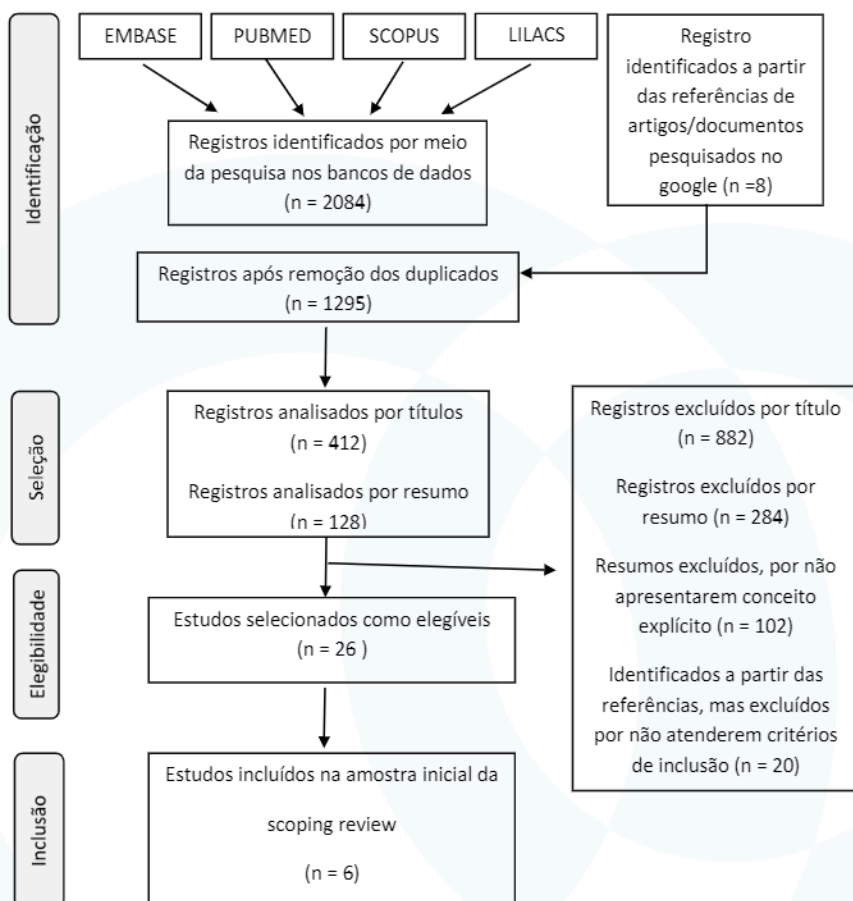 EMBASE
PUBMED
SCOPUS
LILACS
Registro
identificados a partir
das referências de
artigos/documentos
pesquisados no
google (n =8)
Identificação
Registros identificados por meio
da pesquisa nos bancos de dados
(n = 2084)
Registros após remoção dos duplicados
(n = 1295)
Seleção
Registros analisados por títulos
(n = 412)
Registros analisados por resumo
(n = 128)
Registros excluídos por título
(n = 882)
Registros excluídos por
resumo (n = 284)
Resumos excluídos, por não
apresentarem conceito
explícito (n = 102)
Identificados a partir das
referências, mas excluídos
por não atenderem critérios
de inclusão (n = 20)
Elegibilidade
Estudos selecionados como elegíveis
(n = 26 )
Inclusão
Estudos incluídos na amostra inicial da
scoping review
(n = 6)